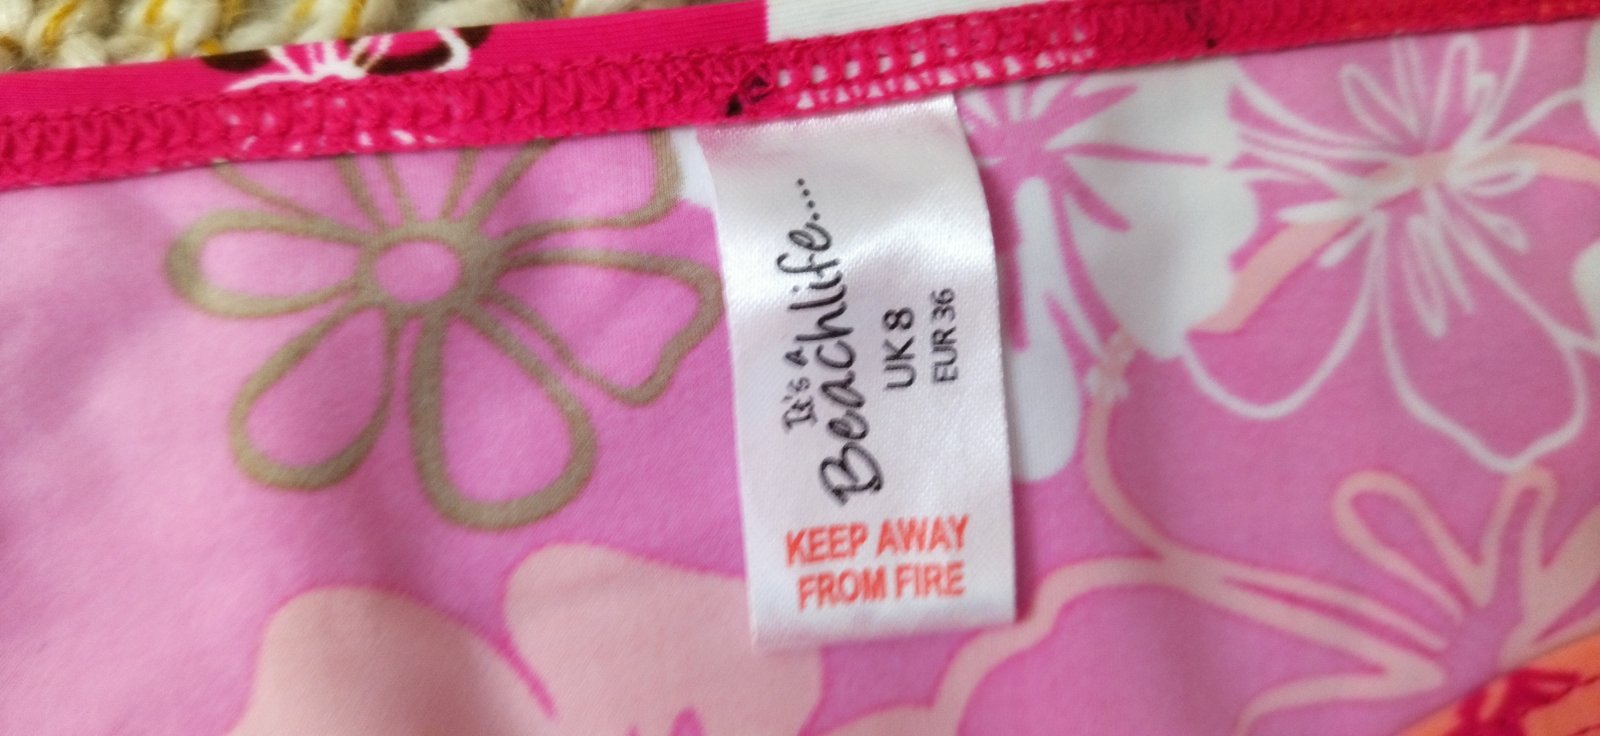 It's A
Beachlife....
UK 8
EUR 36
KEEP AWAY
FROM FIRE